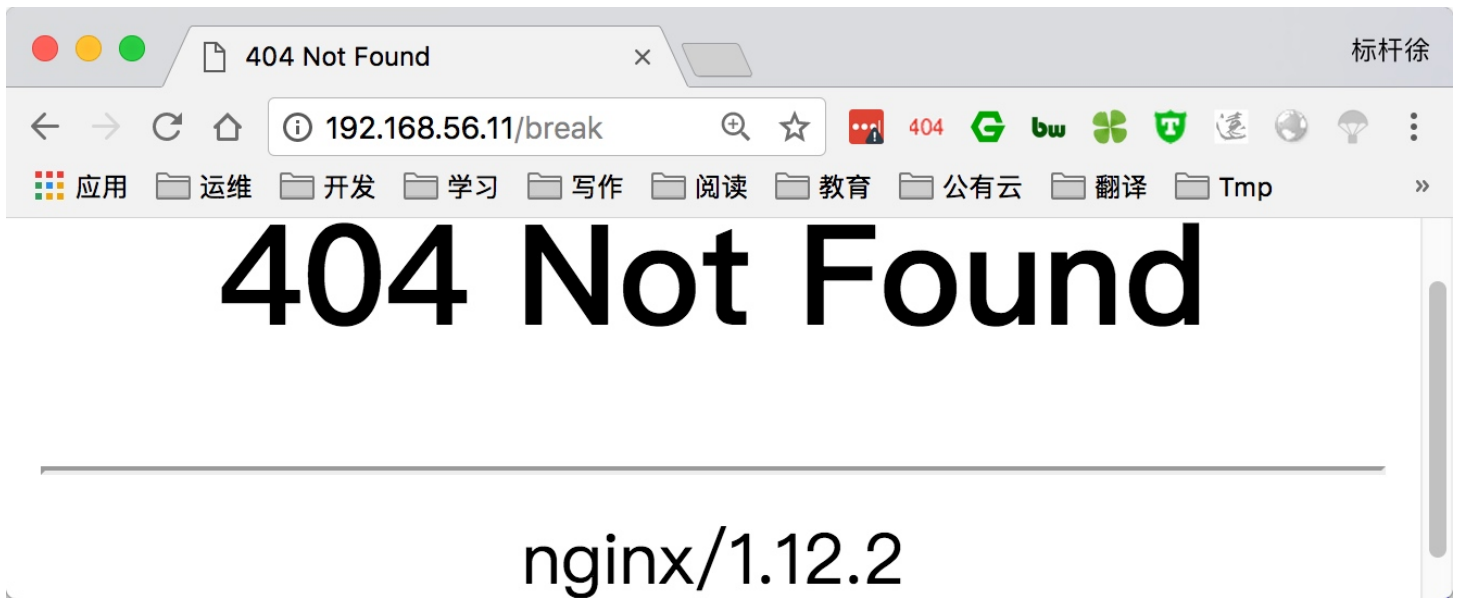 404 Not Found
标杆徐
192.168.56.11/break
404
G
bw
T
遠
应用 运维 开发 学习 写作 阅读 教育 公有云 翻译 Tmp »
404 Not Found
nginx/1.12.2